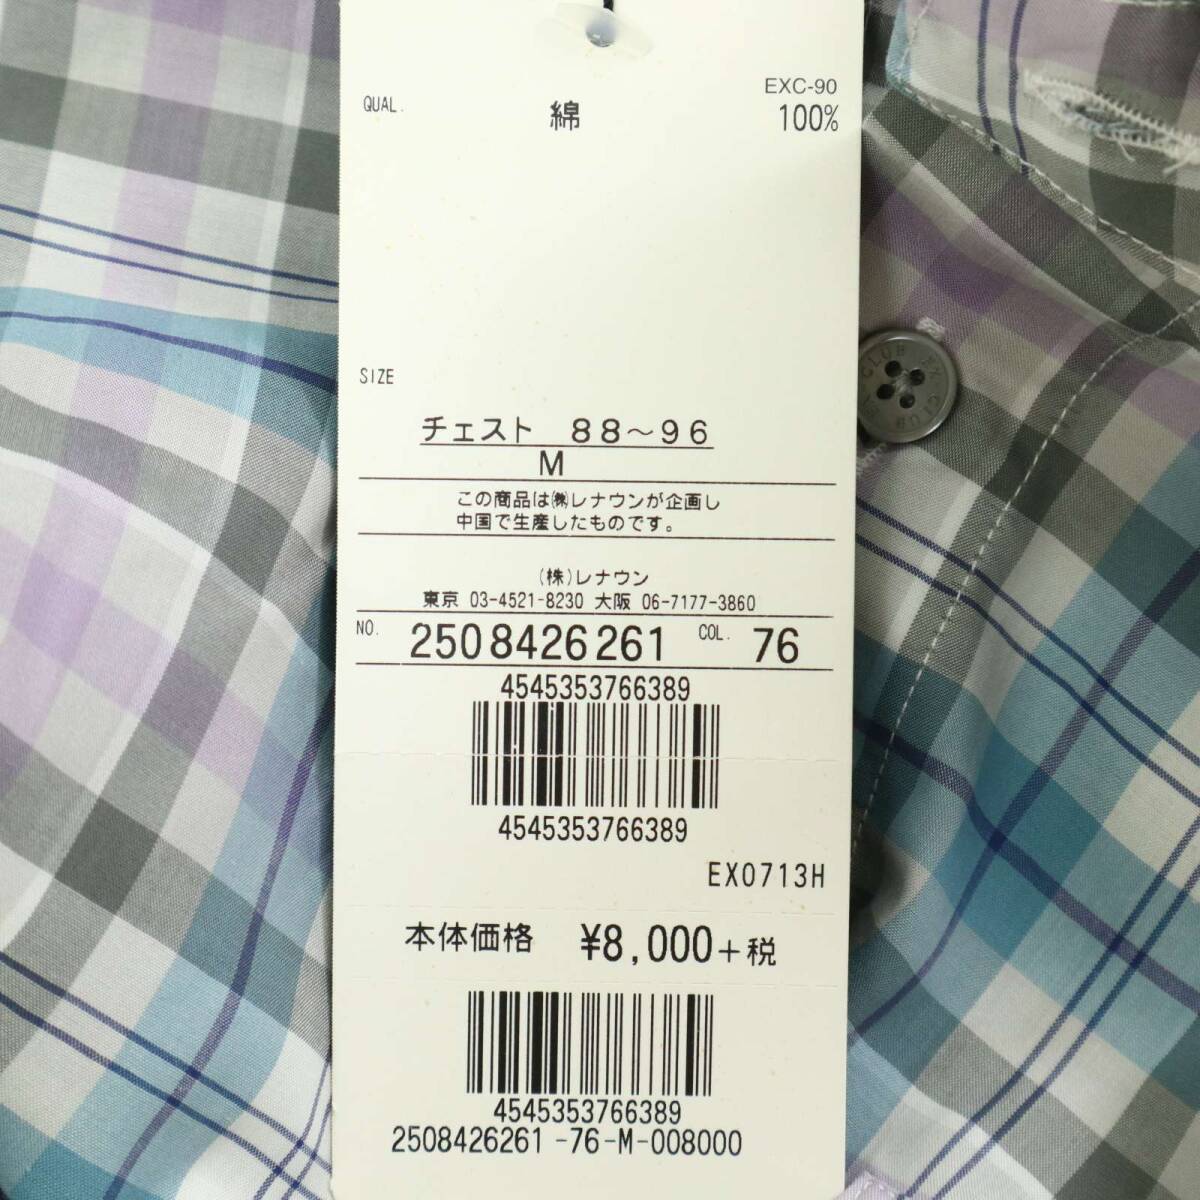 EXC-90
QUAL. 綿 100%
SIZE
チェスト 88～96
M
この商品は㈱レナウンが企画し
中国で生産したものです。
(株)レナウン
東京 03-4521-8230 大阪 06-7177-3860
NO. 2508426261 COL. 76
4545353766389
4545353766389
EX0713H
本体価格 ¥8,000+税
4545353766389
2508426261-76-M-008000
CLUB EX CLUB